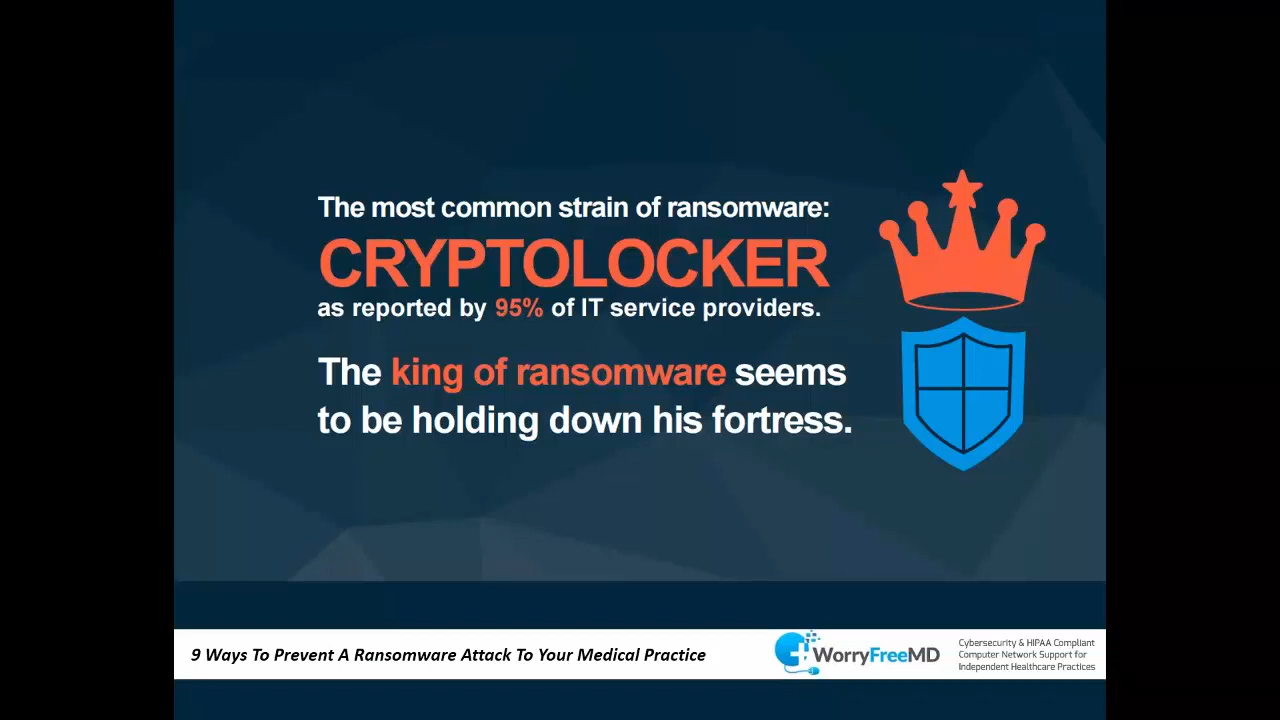 The most common strain of ransomware:
CRYPTOLOCKER
as reported by 95% of IT service providers.
The king of ransomware seems
to be holding down his fortress.
9 Ways To Prevent A Ransomware Attack To Your Medical Practice
WorryFreeMD
Cybersecurity & HIPAA Compliant
Computer Network Support for
Independent Healthcare Practices